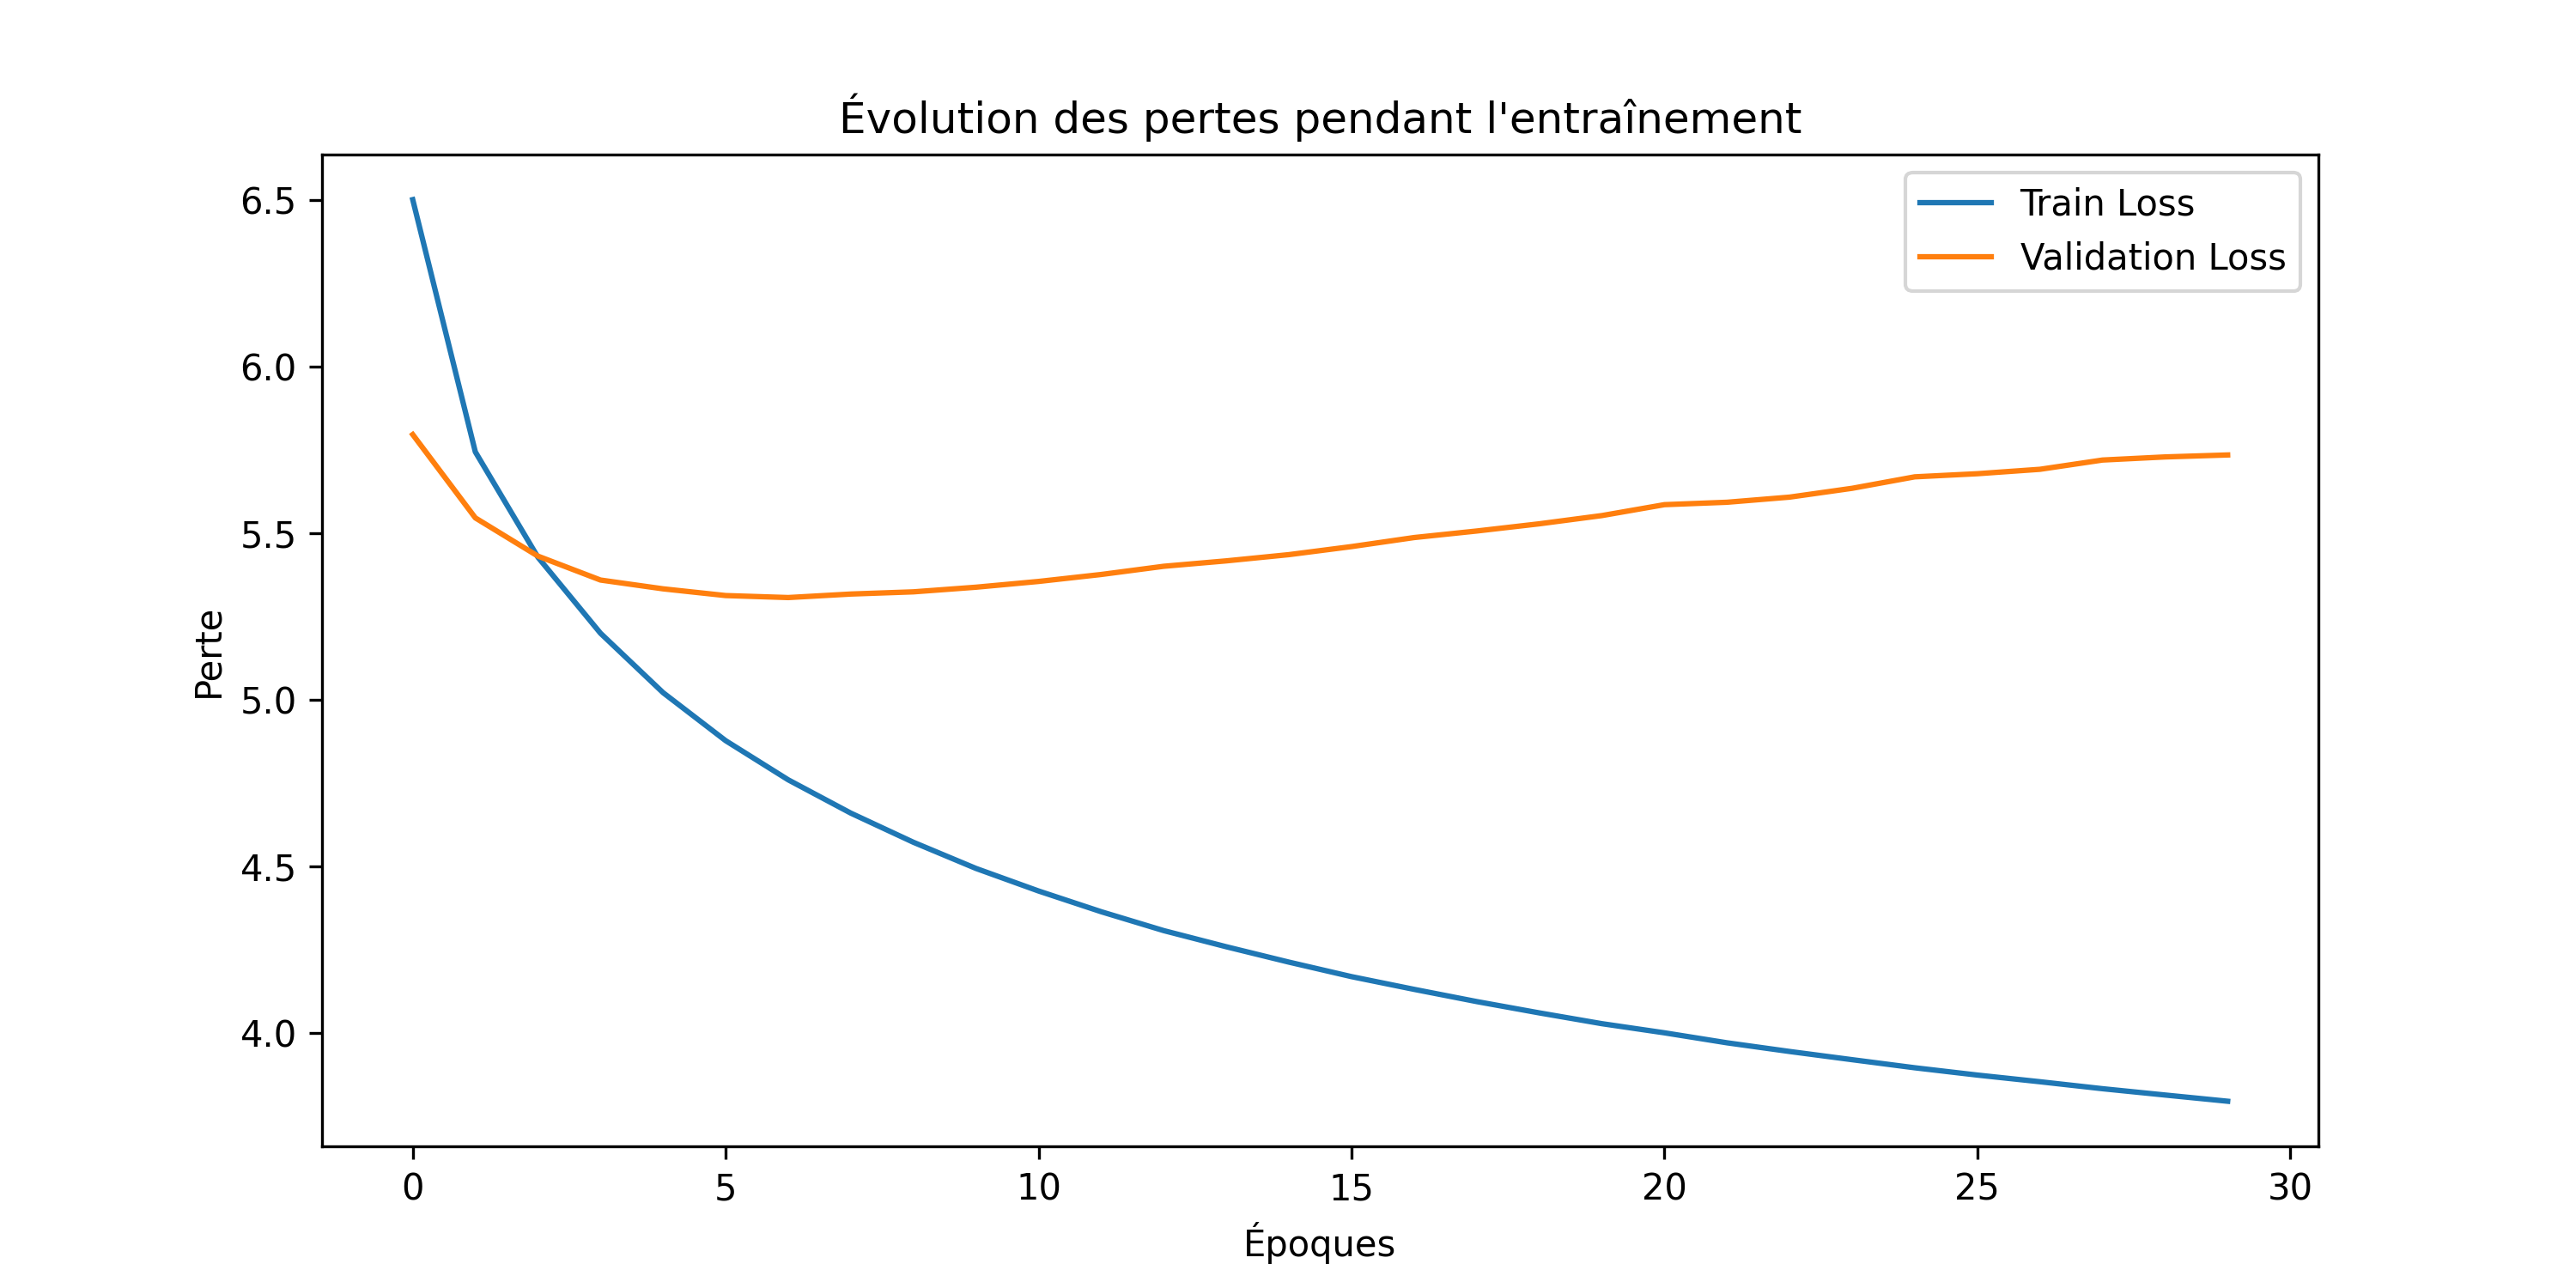 Évolution des pertes pendant l'entraînement
Train Loss
Validation Loss
6.5
6.0
5.5
5.0
4.5
4.0
Perte
0 5 10 15 20 25 30
Époques